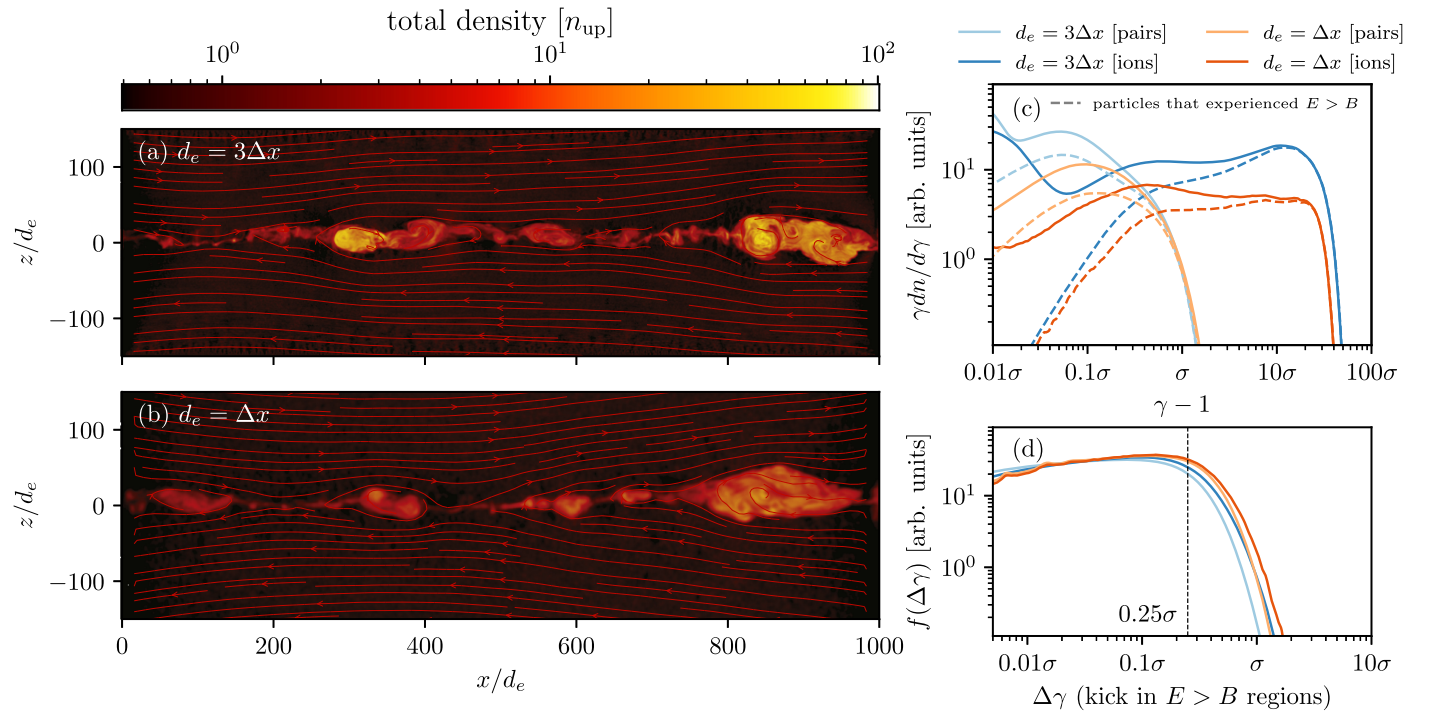 total density [n_up]
10^0 10^1 10^2
(a) d_e = 3Δx
z/d_e
100
0
−100
(b) d_e = Δx
z/d_e
100
0
−100
0 200 400 600 800 1000
x/d_e
d_e = 3Δx [pairs]
d_e = Δx [pairs]
d_e = 3Δx [ions]
d_e = Δx [ions]
(c)
particles that experienced E > B
γdn/dγ [arb. units]
10^1
10^0
0.01σ 0.1σ σ 10σ 100σ
γ − 1
(d)
f(Δγ) [arb. units]
10^1
10^0
0.25σ
0.01σ 0.1σ σ 10σ
Δγ (kick in E > B regions)